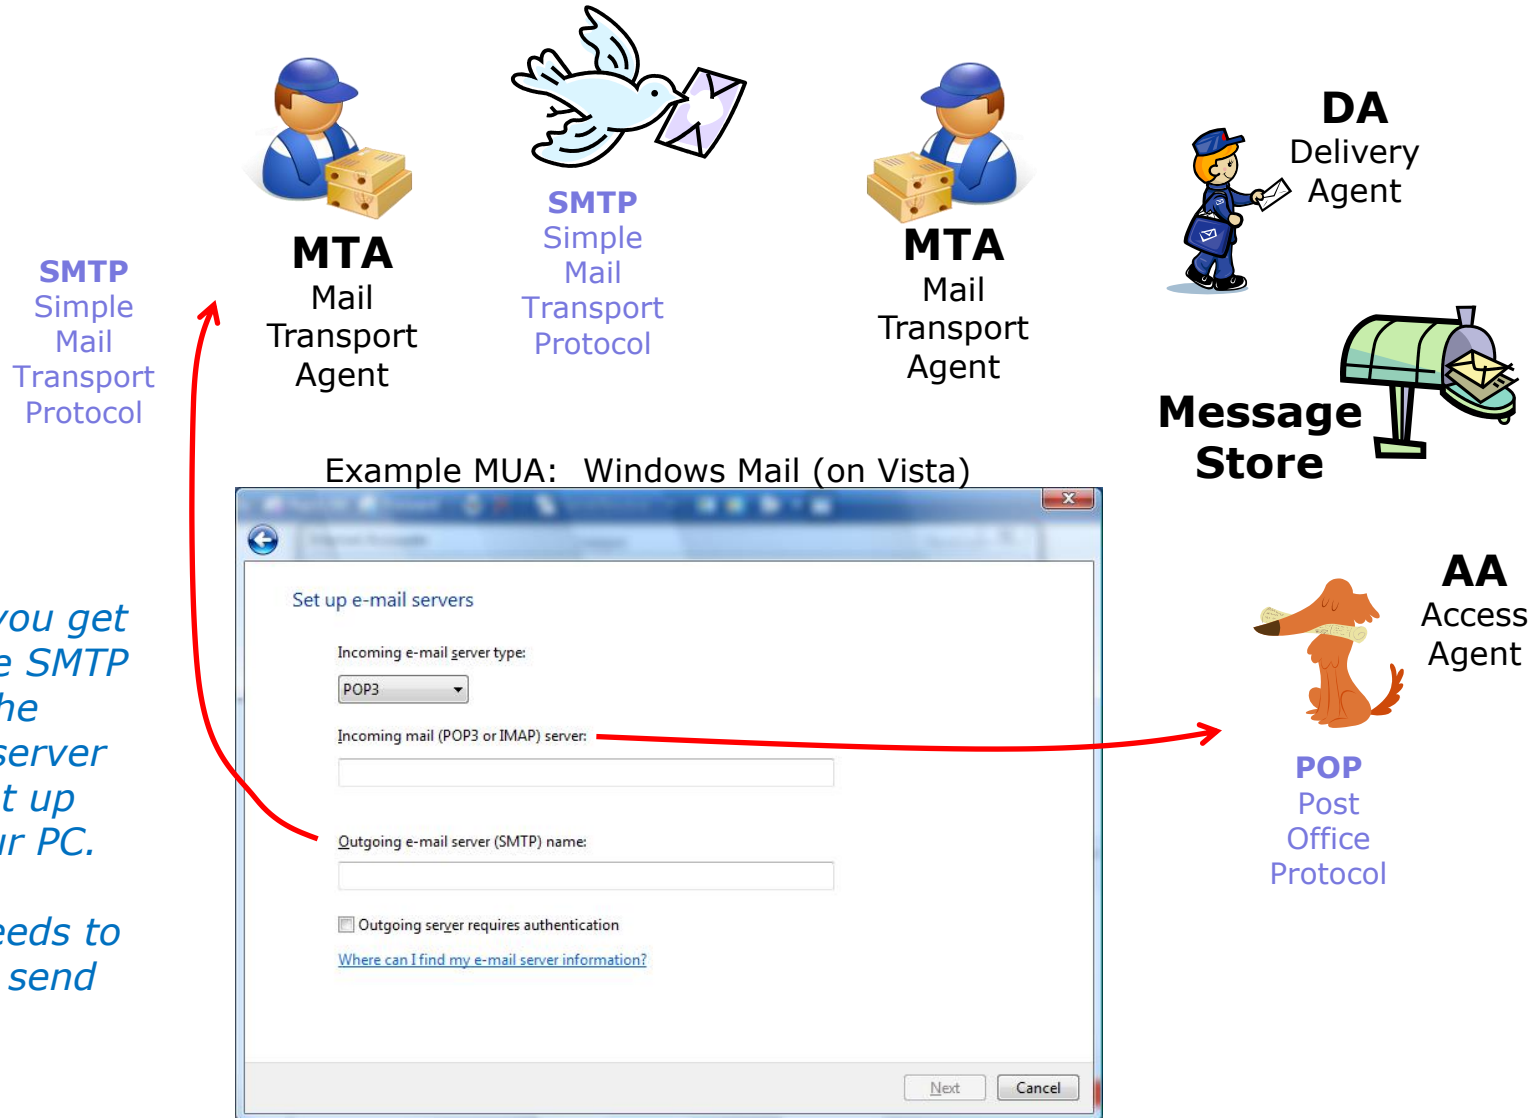 SMTP
Simple
Mail
Transport
Protocol
MTA
Mail
Transport
Agent
SMTP
Simple
Mail
Transport
Protocol
MTA
Mail
Transport
Agent
DA
Delivery
Agent
Message
Store
AA
Access
Agent
POP
Post
Office
Protocol
Example MUA: Windows Mail (on Vista)
Set up e-mail servers
Incoming e-mail server type:
POP3
Incoming mail (POP3 or IMAP) server:
Outgoing e-mail server (SMTP) name:
Outgoing server requires authentication
Where can I find my e-mail server information?
Next Cancel
you get
SMTP
server
up
PC.
to
send